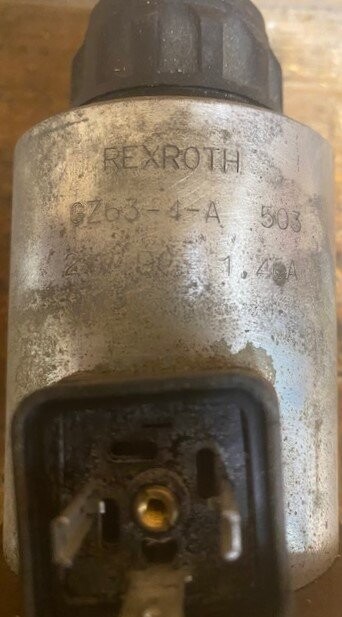 REXROTH
GZ63-4-A 503
DC